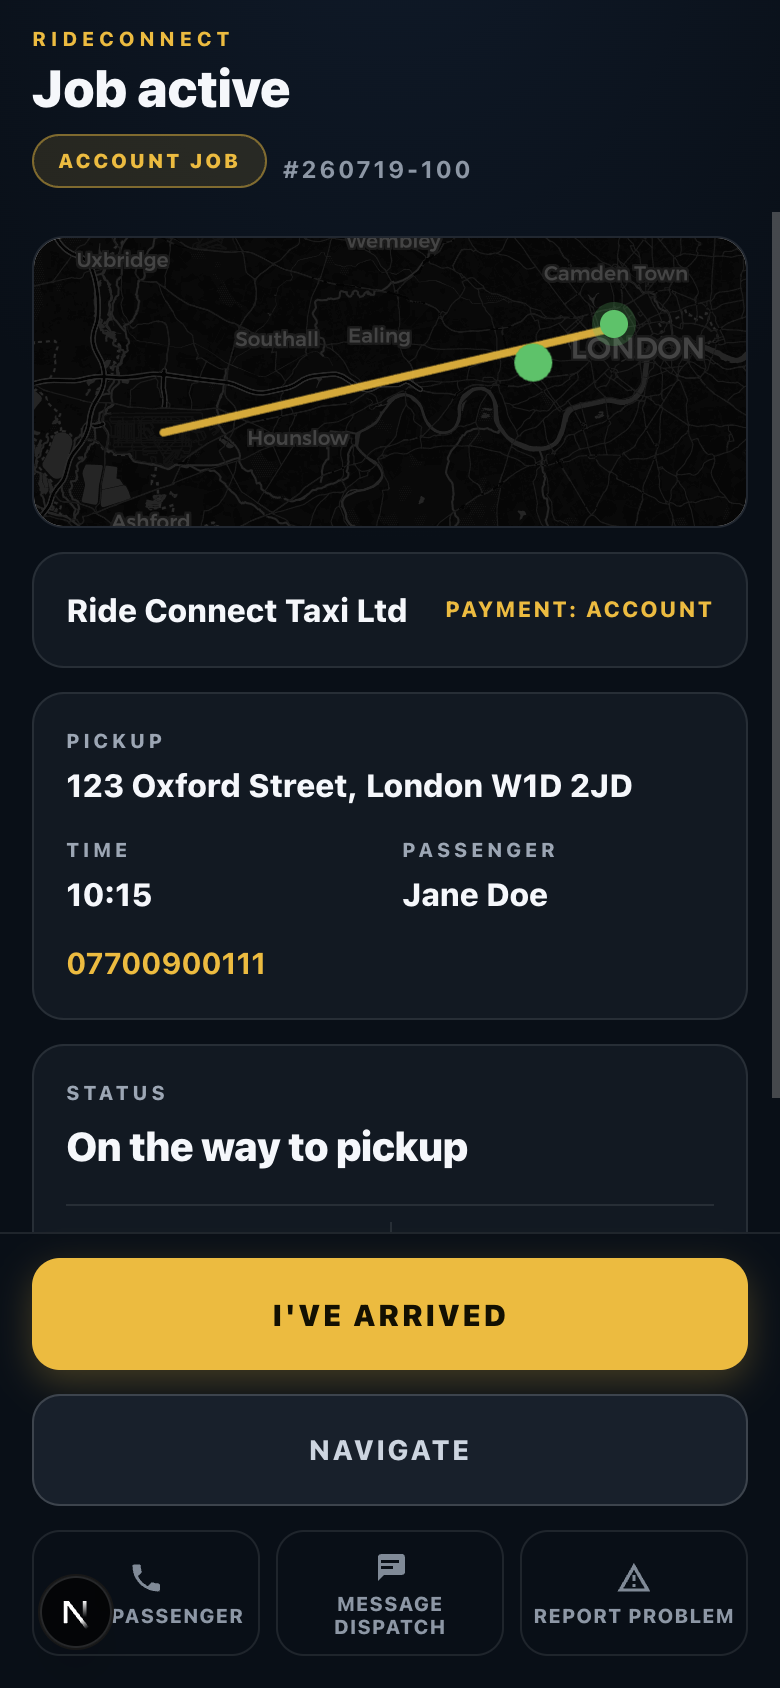 RIDECONNECT
Job active
ACCOUNT JOB #260719-100
Wembley
Uxbridge
Camden Town
Southall Ealing
LONDON
Hounslow
Ashford
Ride Connect Taxi Ltd PAYMENT: ACCOUNT
PICKUP
123 Oxford Street, London W1D 2JD
TIME PASSENGER
10:15 Jane Doe
07700900111
STATUS
On the way to pickup
I'VE ARRIVED
NAVIGATE
N PASSENGER
MESSAGE
DISPATCH
REPORT PROBLEM